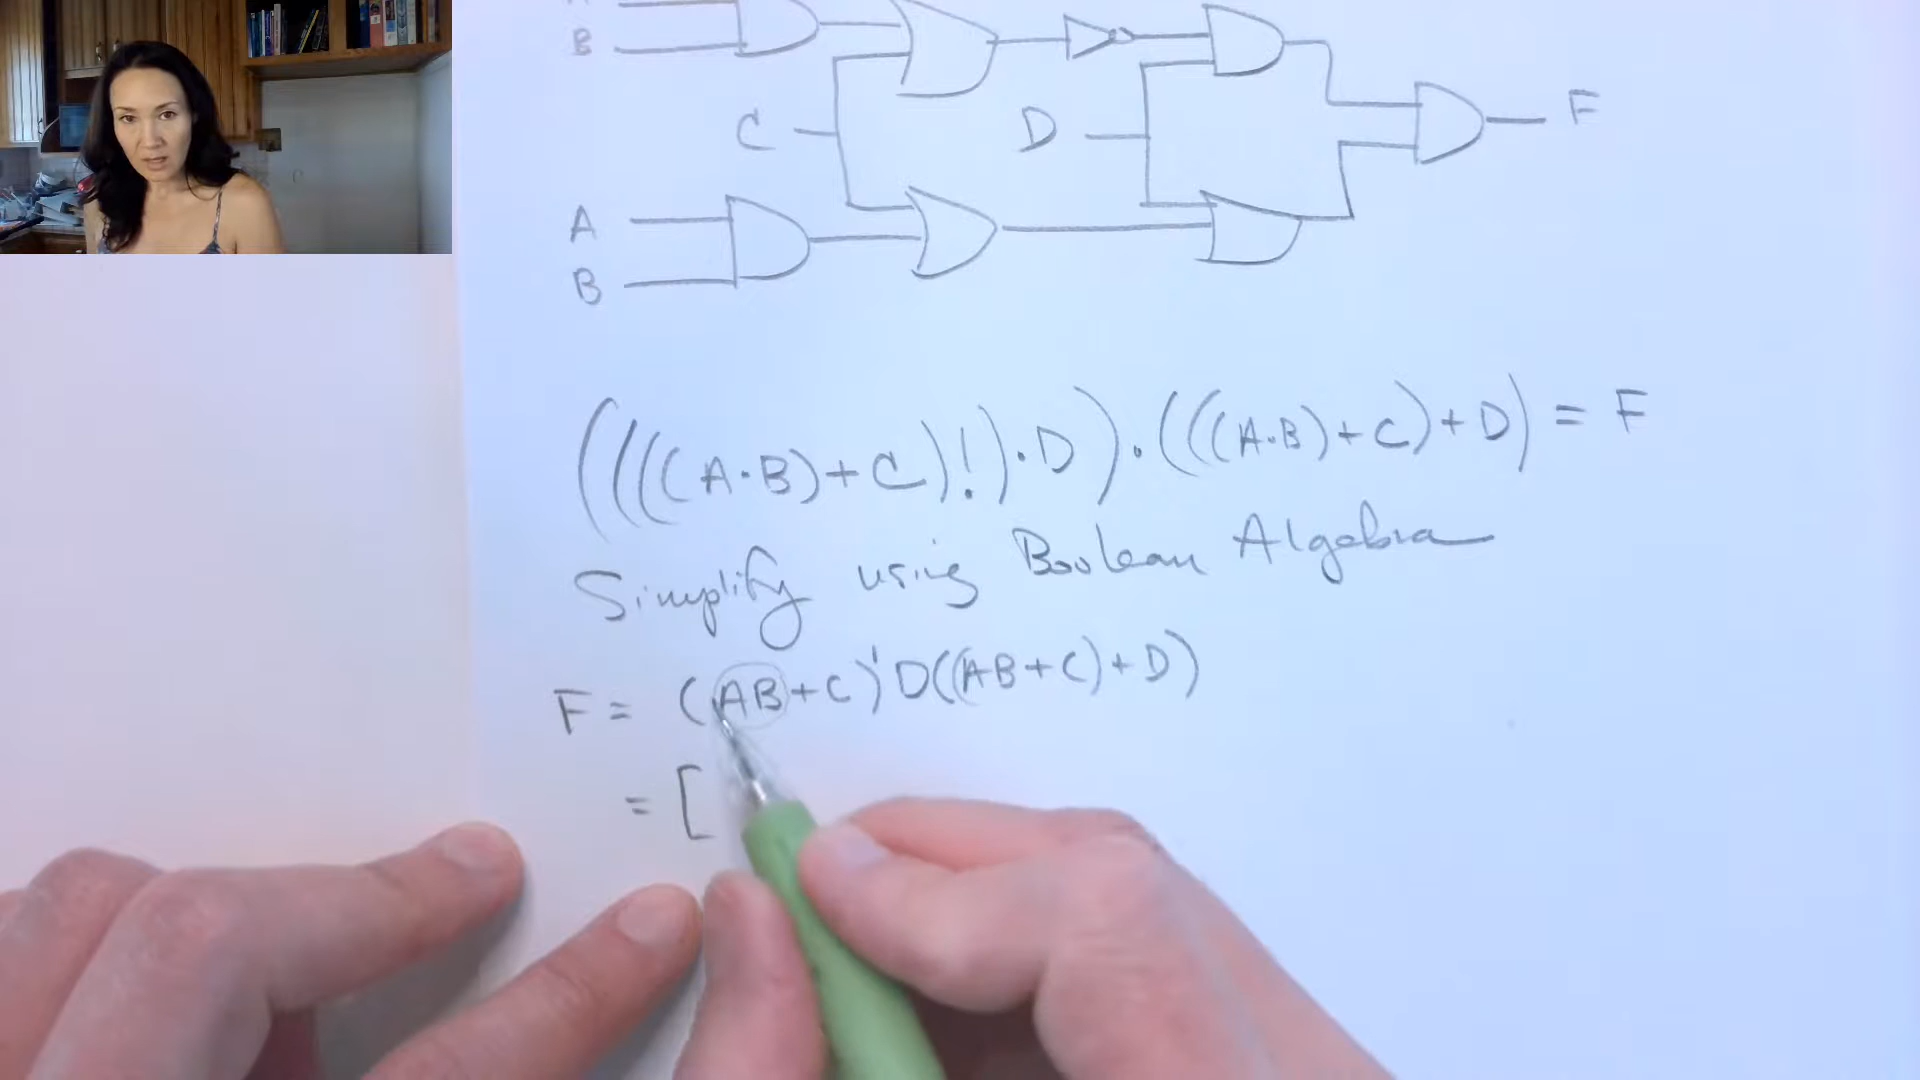 B
C D F
A
B
((((A·B)+C)!)·D)·(((A·B)+C)+D) = F
Simplify using Boolean Algebra
F = (AB+C)' D((AB+C)+D)
= [